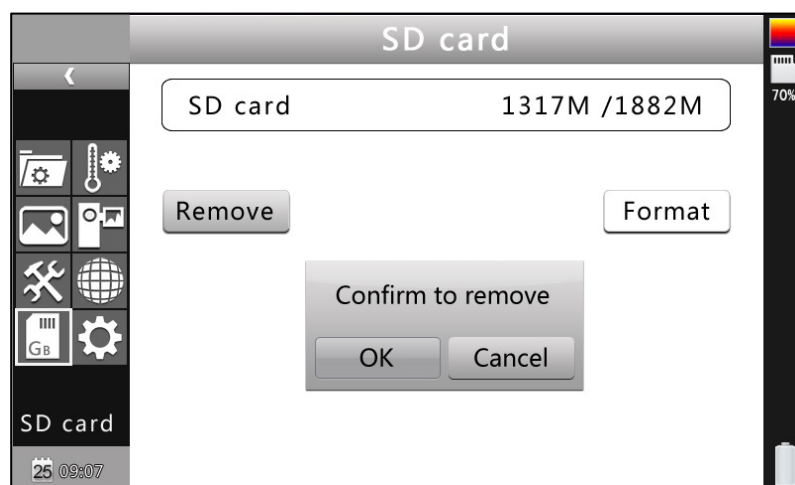 SD card
70%
SD card 1317M /1882M
Remove Format
Confirm to remove
OK Cancel
GB
SD card
25 09:07